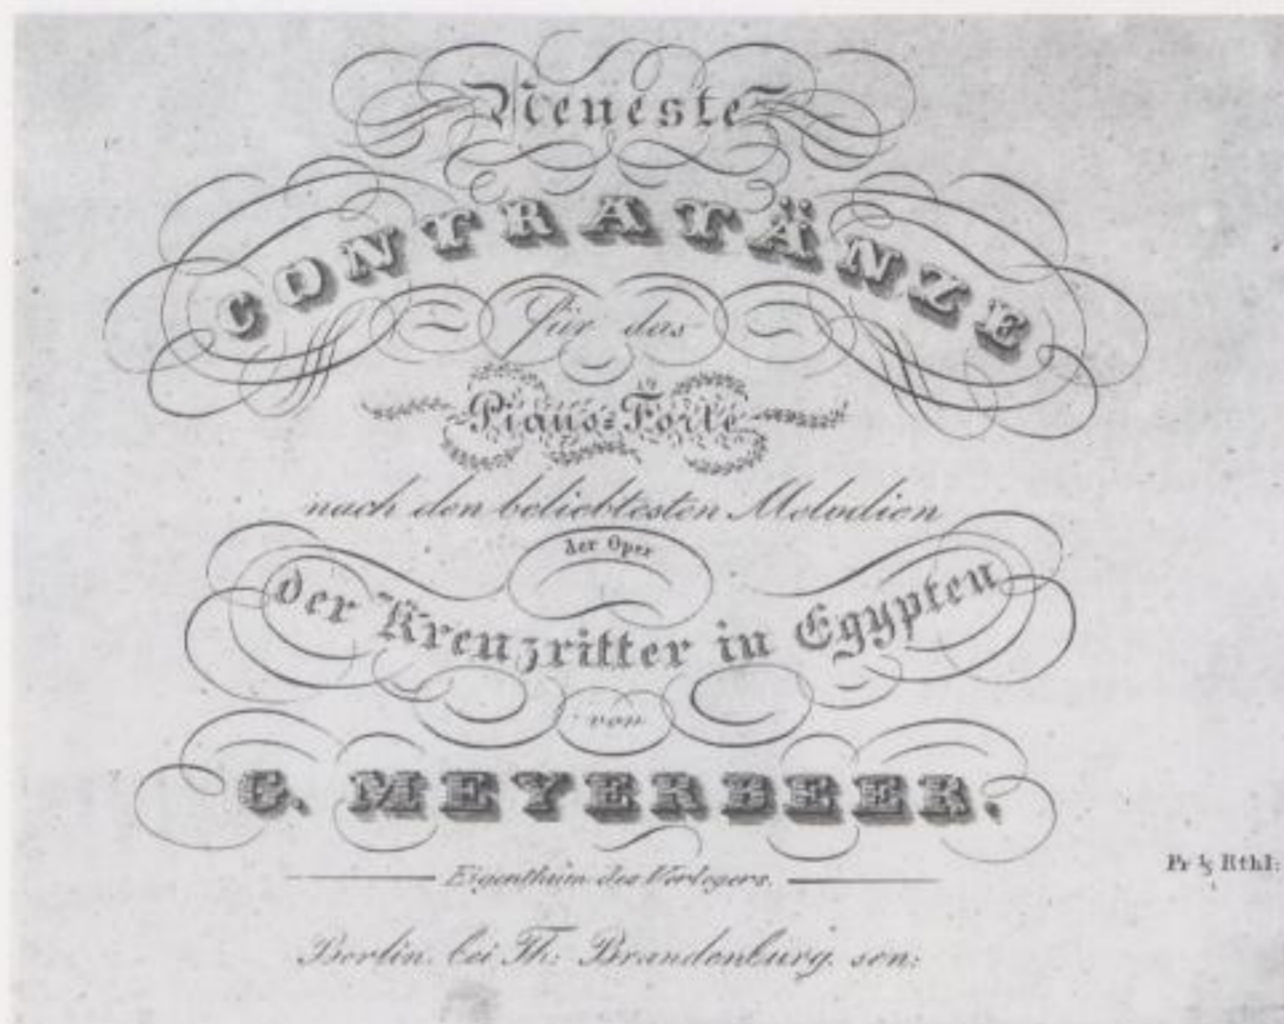 Neueste
CONTRATÄNZE
für das
Piano=Forte
nach den beliebtesten Melodien
der Oper
der Kreuzritter in Egypten
von
G. MEYERBEER.
Eigenthum des Verlegers.
Pr ⅓ Rthl:
Berlin. bei Th: Brandenburg. sen: